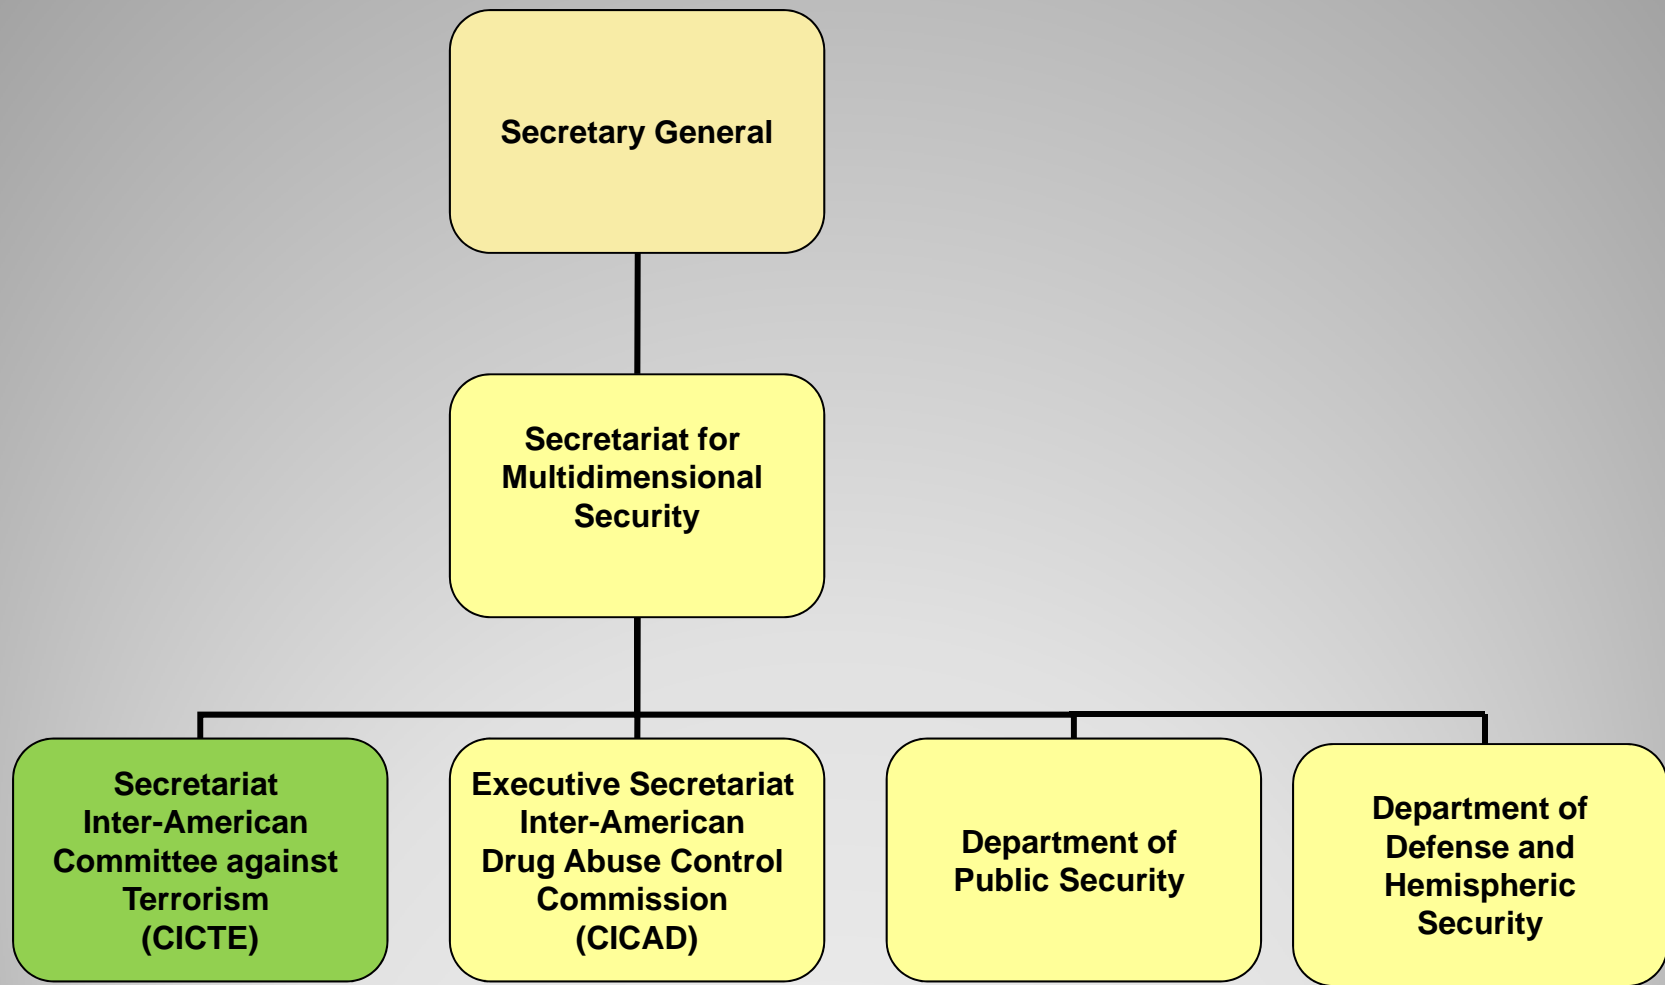 Secretary General
Secretariat for
Multidimensional
Security
Secretariat
Inter-American
Committee against
Terrorism
(CICTE)
Executive Secretariat
Inter-American
Drug Abuse Control
Commission
(CICAD)
Department of
Public Security
Department of
Defense and
Hemispheric
Security